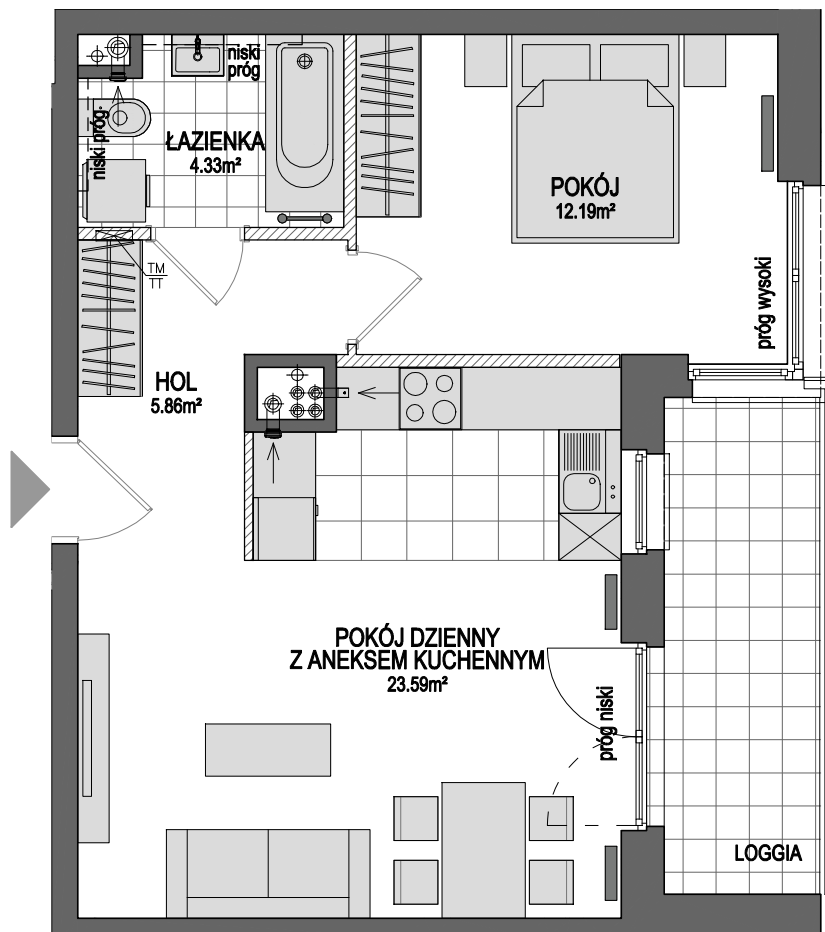 niski
próg
niski próg.
ŁAZIENKA
4.33m²
POKÓJ
12.19m²
TM
TT
próg wysoki
HOL
5.86m²
POKÓJ DZIENNY
Z ANEKSEM KUCHENNYM
23.59m²
próg niski
LOGGIA